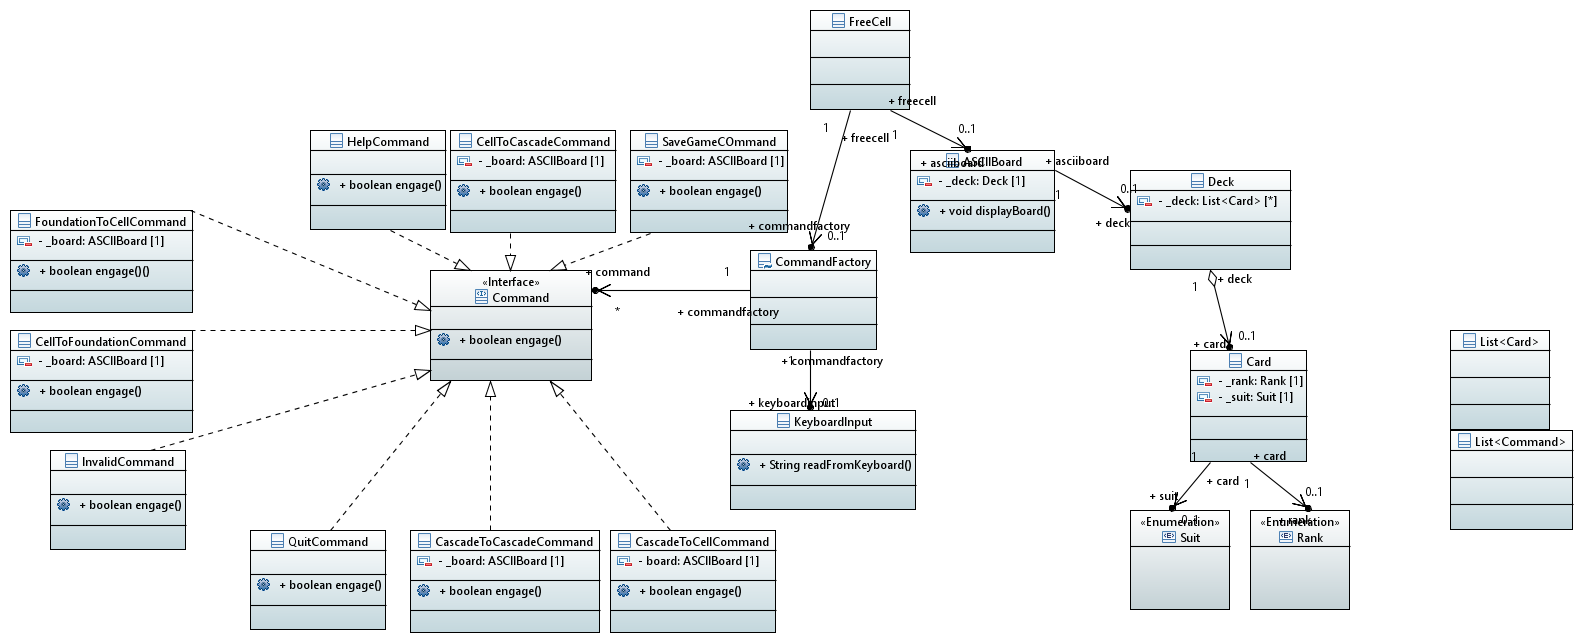 FreeCell
+ freecell
1
+ freecell
1
0..1
HelpCommand
+ boolean engage()
CellToCascadeCommand
- _board: ASCIIBoard [1]
+ boolean engage()
SaveGameCOmmand
- _board: ASCIIBoard [1]
+ boolean engage()
+ asciiboard
ASCIIBoard
- _deck: Deck [1]
+ void displayBoard()
+ asciiboard
1
0..1
+ deck
Deck
- _deck: List<Card> [*]
+ deck
1
FoundationToCellCommand
- _board: ASCIIBoard [1]
+ boolean engage()()
+ commandfactory
0..1
CommandFactory
«Interface»
Command
+ boolean engage()
+ command
1
*
+ commandfactory
CellToFoundationCommand
- _board: ASCIIBoard [1]
+ boolean engage()
+ commandfactory
1
+ keyboardinput
0..1
KeyboardInput
+ String readFromKeyboard()
+ card
0..1
Card
- _rank: Rank [1]
- _suit: Suit [1]
List<Card>
List<Command>
InvalidCommand
+ boolean engage()
1
+ card
+ card
1
+ suit
0..1
0..1
+ rank
«Enumeration»
Suit
«Enumeration»
Rank
QuitCommand
+ boolean engage()
CascadeToCascadeCommand
- _board: ASCIIBoard [1]
+ boolean engage()
CascadeToCellCommand
- board: ASCIIBoard [1]
+ boolean engage()